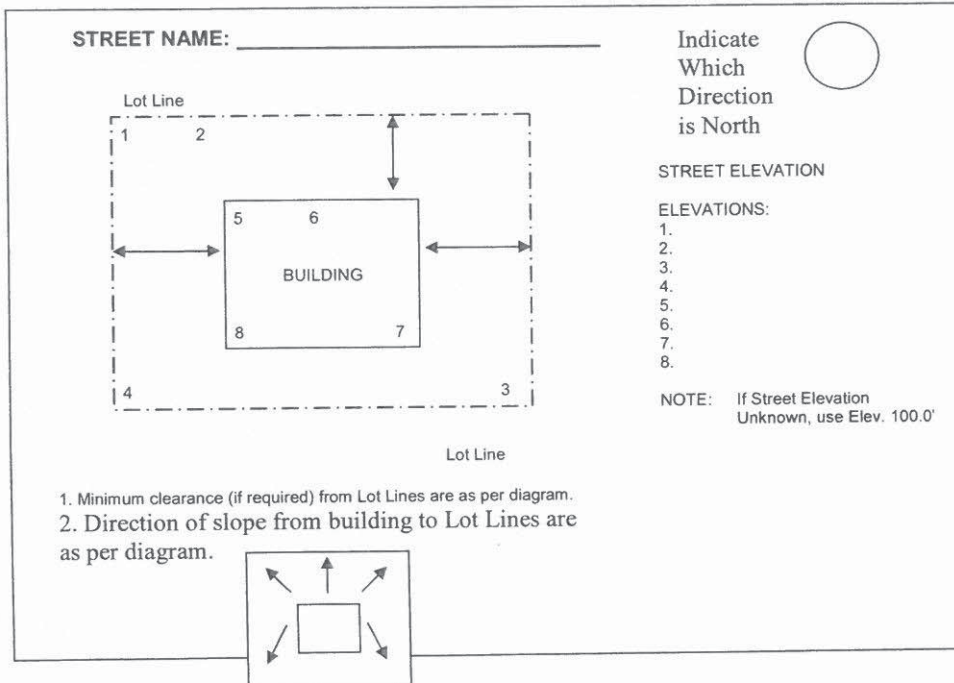 STREET NAME:
Indicate
Which
Direction
is North
Lot Line
1 2
5 6
BUILDING
8 7
4 3
Lot Line
STREET ELEVATION
ELEVATIONS:
1.
2.
3.
4.
5.
6.
7.
8.
NOTE: If Street Elevation
Unknown, use Elev. 100.0'
1. Minimum clearance (if required) from Lot Lines are as per diagram.
2. Direction of slope from building to Lot Lines are
as per diagram.